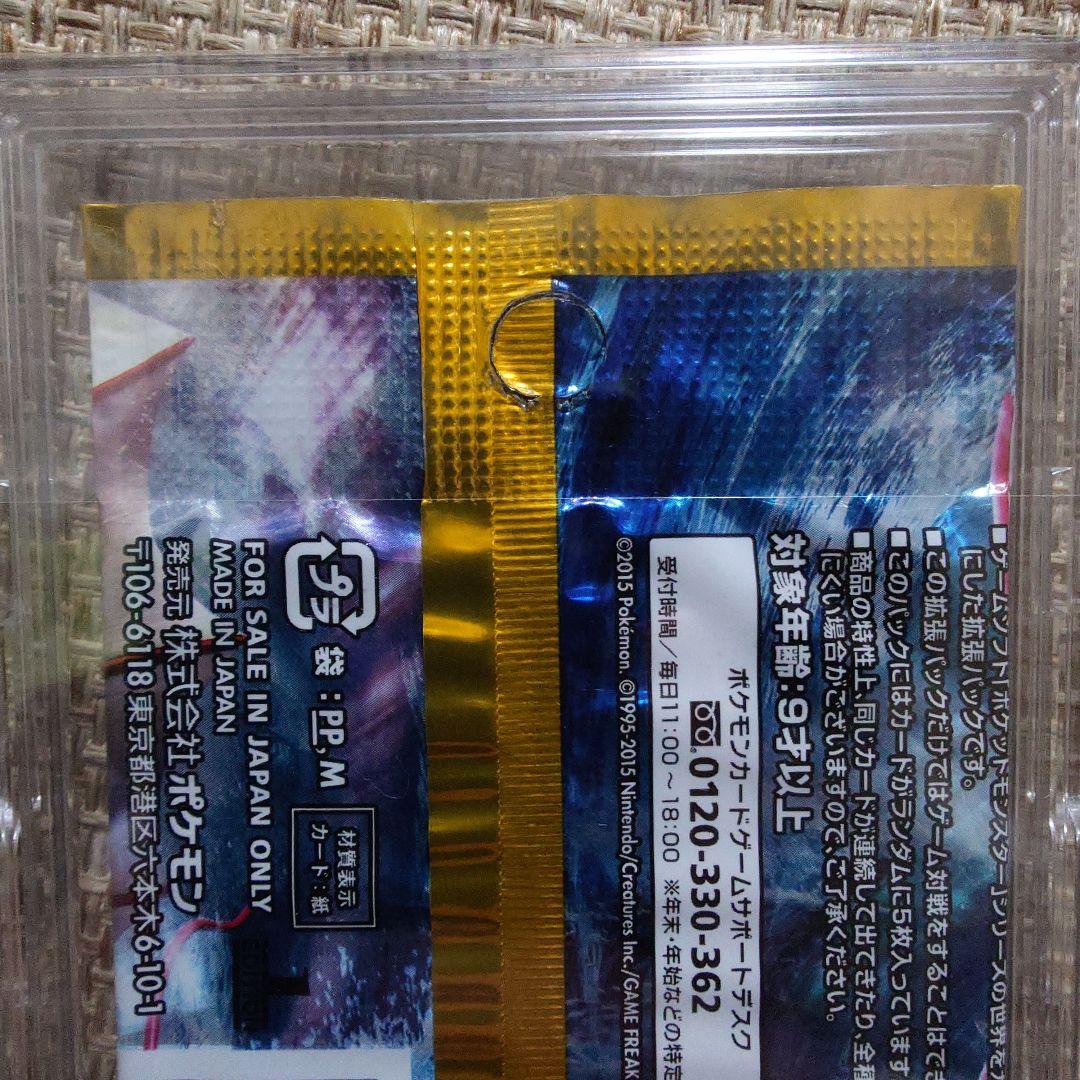 ■ゲームソフト「ポケットモンスター」シリーズの世界を
にした拡張パックです。
■この拡張パックだけではゲーム対戦をすることはでき
■このパックにはカードがランダムに5枚入っています
■商品の特性上、同じカードが連続して出てきたり、全種
にくい場合がございますので、ご了承ください。
対象年齢：9才以上
ポケモンカードゲームサポートデスク
0120-330-362
受付時間／毎日11:00～18:00 ※年末・年始などの特定
©2015 Pokémon. ©1995-2015 Nintendo/Creatures Inc./GAME FREAK
プラ 袋：PP,M
材質表示
カード：紙
FOR SALE IN JAPAN ONLY
MADE IN JAPAN
発売元 株式会社ポケモン
〒106-6118 東京都港区六本木6-10-1
1
EDITION